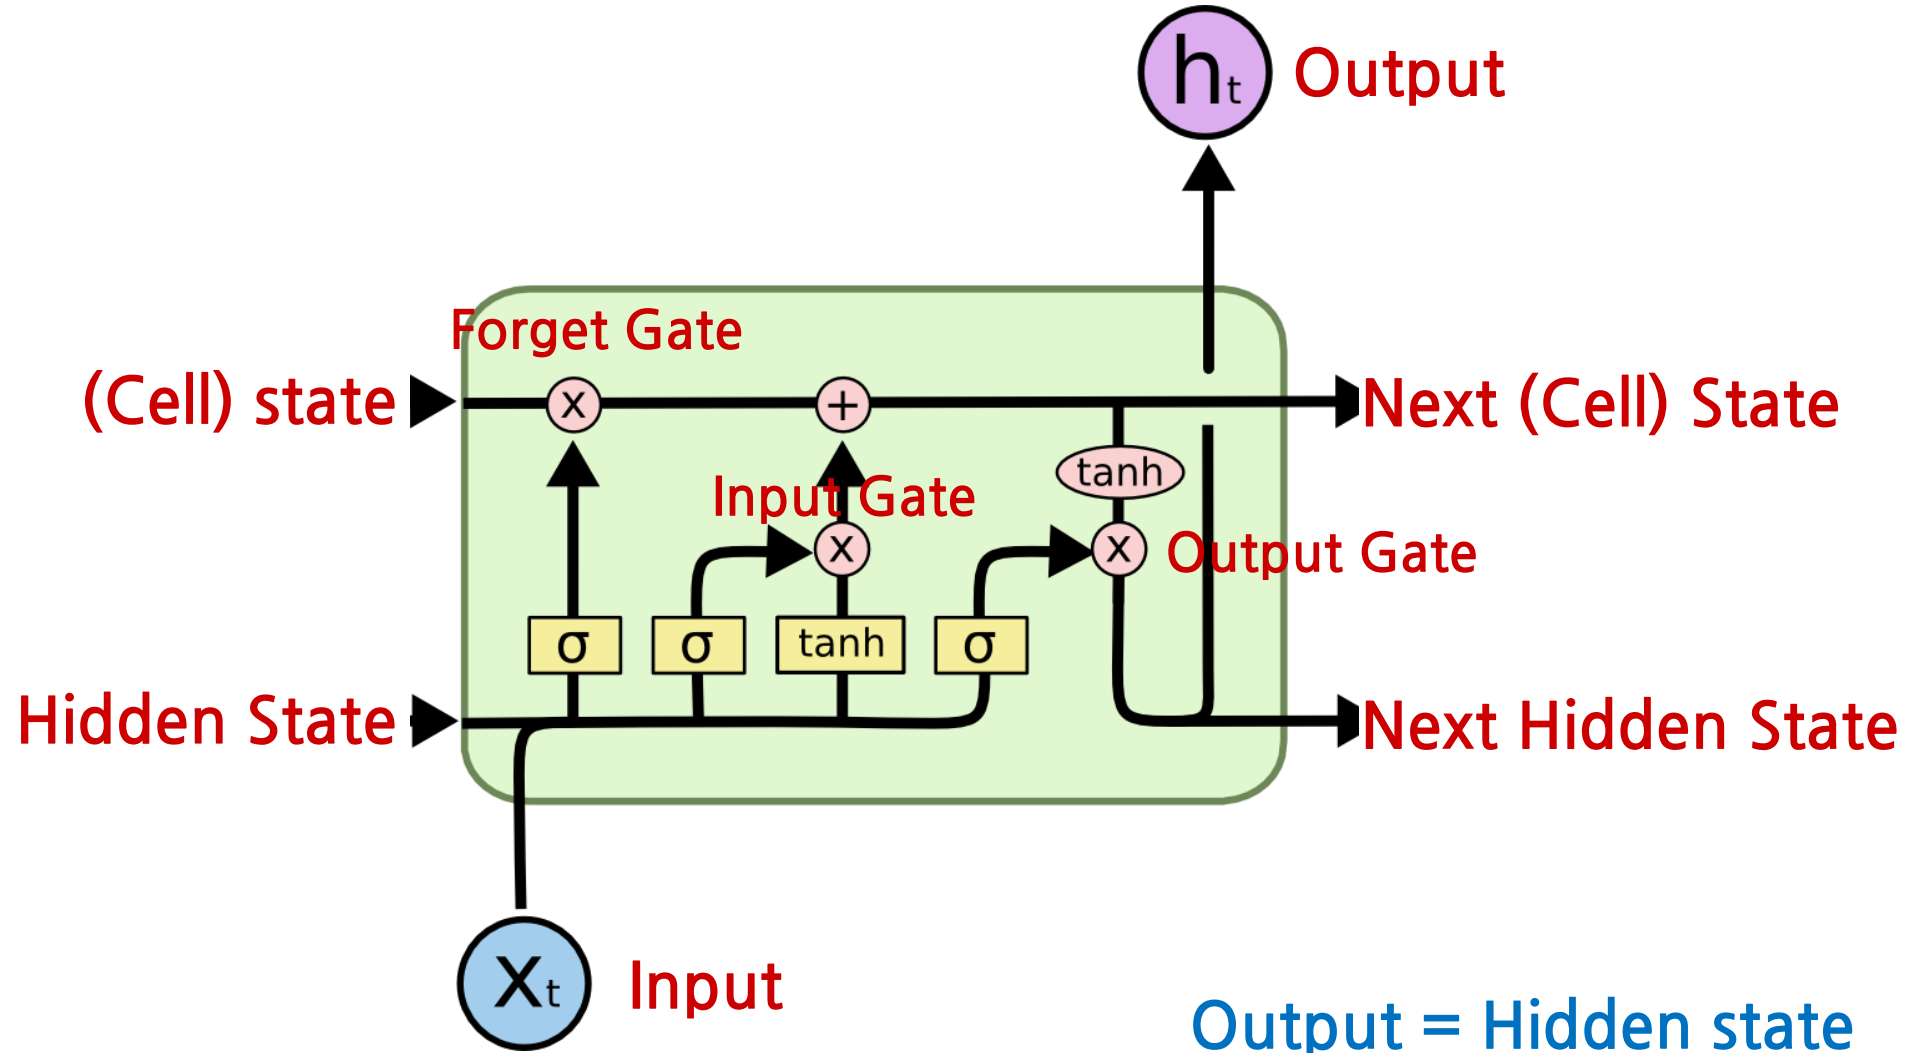 ht Output
Forget Gate
(Cell) state
x
+
Next (Cell) State
tanh
Input Gate
x
x
Output Gate
σ
σ
tanh
σ
Hidden State
Next Hidden State
Xt Input
Output = Hidden state